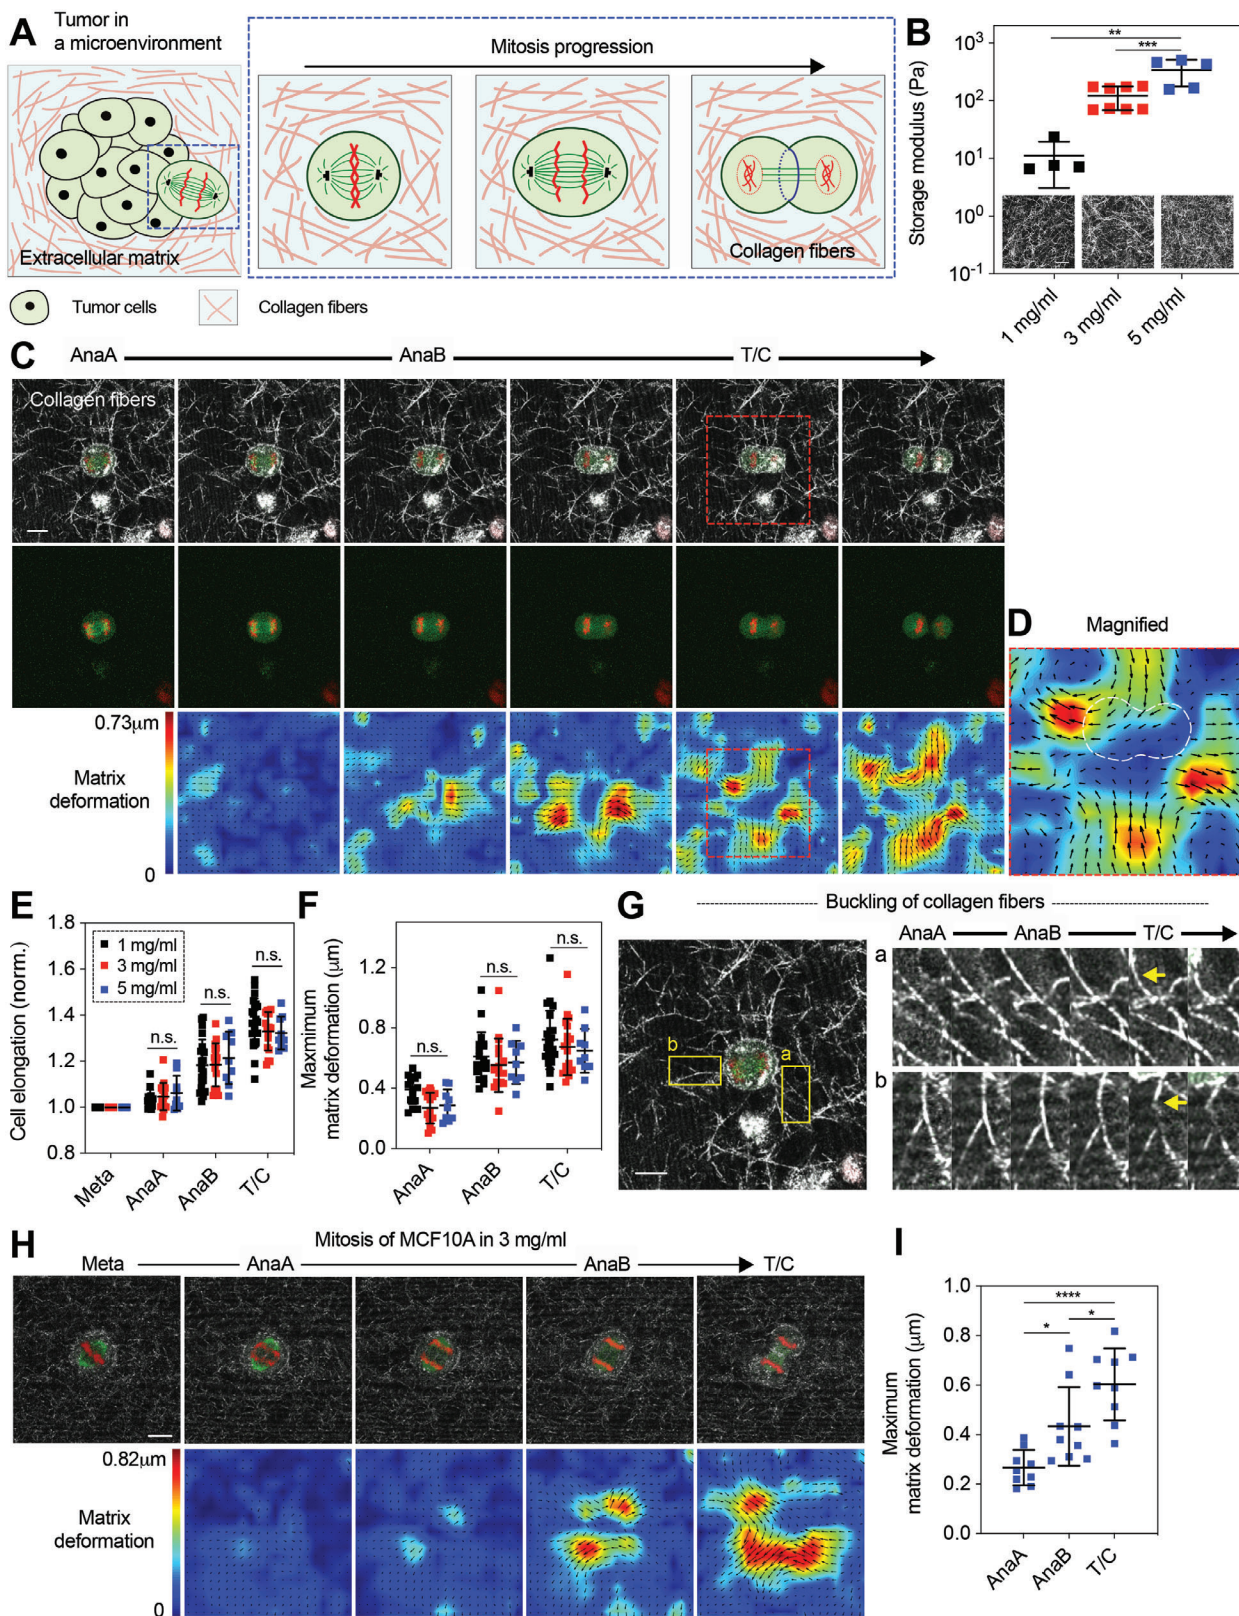 A
Tumor in
a microenvironment
Extracellular matrix
Mitosis progression
Collagen fibers
Tumor cells
Collagen fibers
B
Storage modulus (Pa)
10³
10²
10¹
10⁰
10⁻¹
**
***
1 mg/ml
3 mg/ml
5 mg/ml
C
AnaA
AnaB
T/C
Collagen fibers
0.73µm
Matrix
deformation
0
D
Magnified
E
Cell elongation (norm.)
1.8
1.6
1.4
1.2
1.0
0.8
1 mg/ml
3 mg/ml
5 mg/ml
n.s.
n.s.
n.s.
Meta
AnaA
AnaB
T/C
F
Maxmimum
matrix deformation (µm)
1.2
0.8
0.4
0.0
n.s.
n.s.
n.s.
AnaA
AnaB
T/C
G
Buckling of collagen fibers
AnaA
AnaB
T/C
b
a
a
b
H
Mitosis of MCF10A in 3 mg/ml
Meta
AnaA
AnaB
T/C
0.82µm
Matrix
deformation
0
I
Maximum
matrix deformation (µm)
1.0
0.8
0.6
0.4
0.2
0.0
****
*
*
AnaA
AnaB
T/C